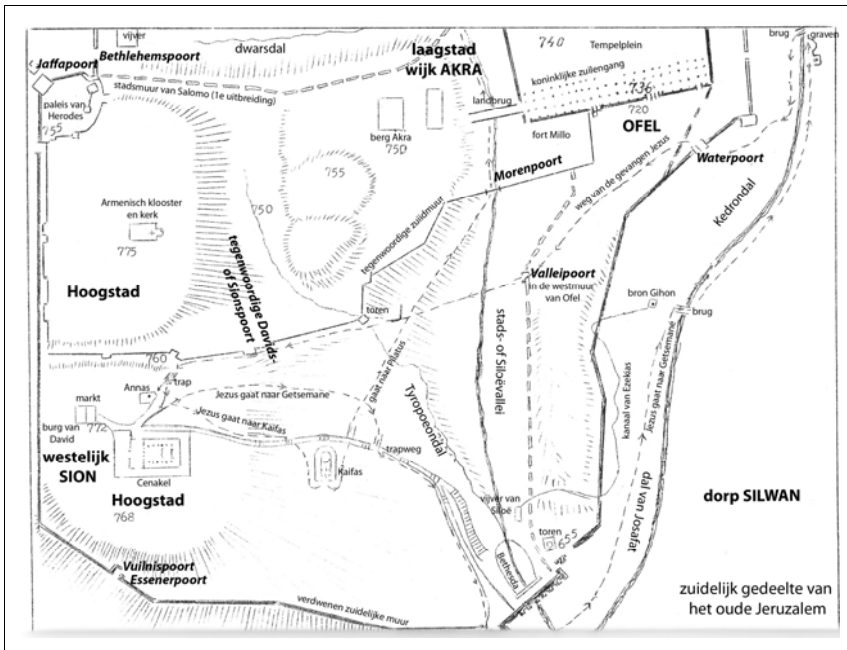 vijver
Bethlehemspoort
dwarsdal
laagstad
wijk AKRA
740
Tempelplein
brug
graven
Jaffapoort
stadsmuur van Salomo (1e uitbreiding)
koninklijke zuilengang
736
paleis van
Herodes
755
landbrug
720
berg Akra
750
fort Millo
OFEL
Morenpoort
Waterpoort
weg van de gevangen Jezus
755
750
Armenisch klooster
en kerk
775
tegenwoordige zuiidmuur
Kedrondal
tegenwoordige Davids-
of Sionspoort
Valleipoort
in de westmuur
van Ofel
Hoogstad
bron Gihon
brug
toren
stads- of Siloëvallei
760
gaat naar Pilatus
trap
Annas
Jezus gaat naar Getsemane
kanaal van Ezekias
Jezus gaat naar Getsemane
markt
Jezus gaat naar Kaifas
Tyropoeondal
burg van
David
772
trapweg
westelijk
SION
Kaifas
Cenakel
Hoogstad
768
dal van Josafat
dorp SILWAN
vijver van
Siloë
toren
655
Bethesda
Vuilnispoort
Essenerpoort
verdwenen zuidelijke muur
zuidelijk gedeelte van
het oude Jeruzalem